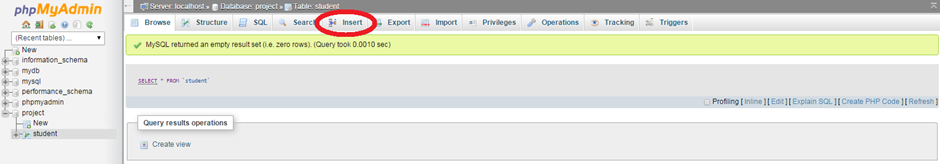 phpMyAdmin
(Recent tables) ...
New
information_schema
mydb
mysql
performance_schema
phpmyadmin
project
New
student
Server: localhost » Database: project » Table: student
Browse Structure SQL Search Insert Export Import Privileges Operations Tracking Triggers
MySQL returned an empty result set (i.e. zero rows). (Query took 0.0010 sec)
SELECT * FROM `student`
Profiling [ Inline ] [ Edit ] [ Explain SQL ] [ Create PHP Code ] [ Refresh ]
Query results operations
Create view